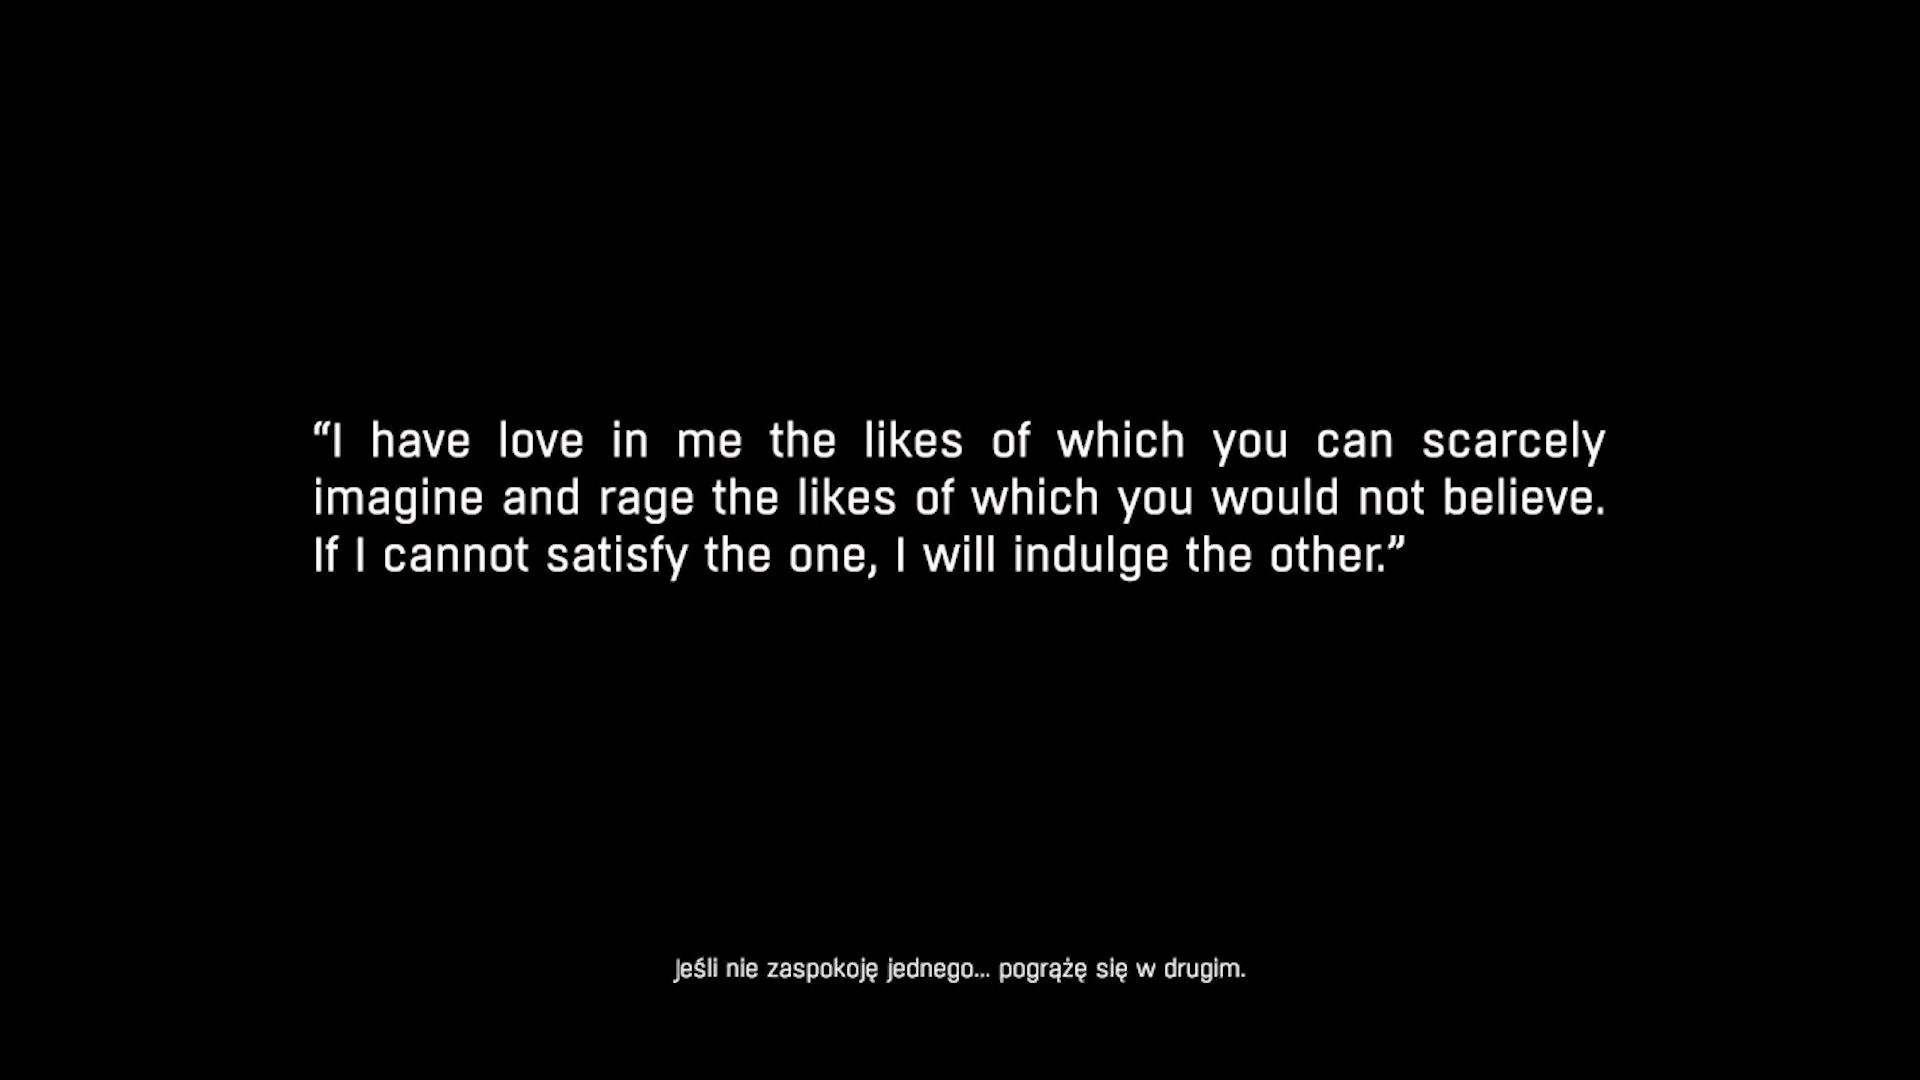 “I have love in me the likes of which you can scarcely
imagine and rage the likes of which you would not believe.
If I cannot satisfy the one, I will indulge the other.”
Jeśli nie zaspokoję jednego... pogrążę się w drugim.